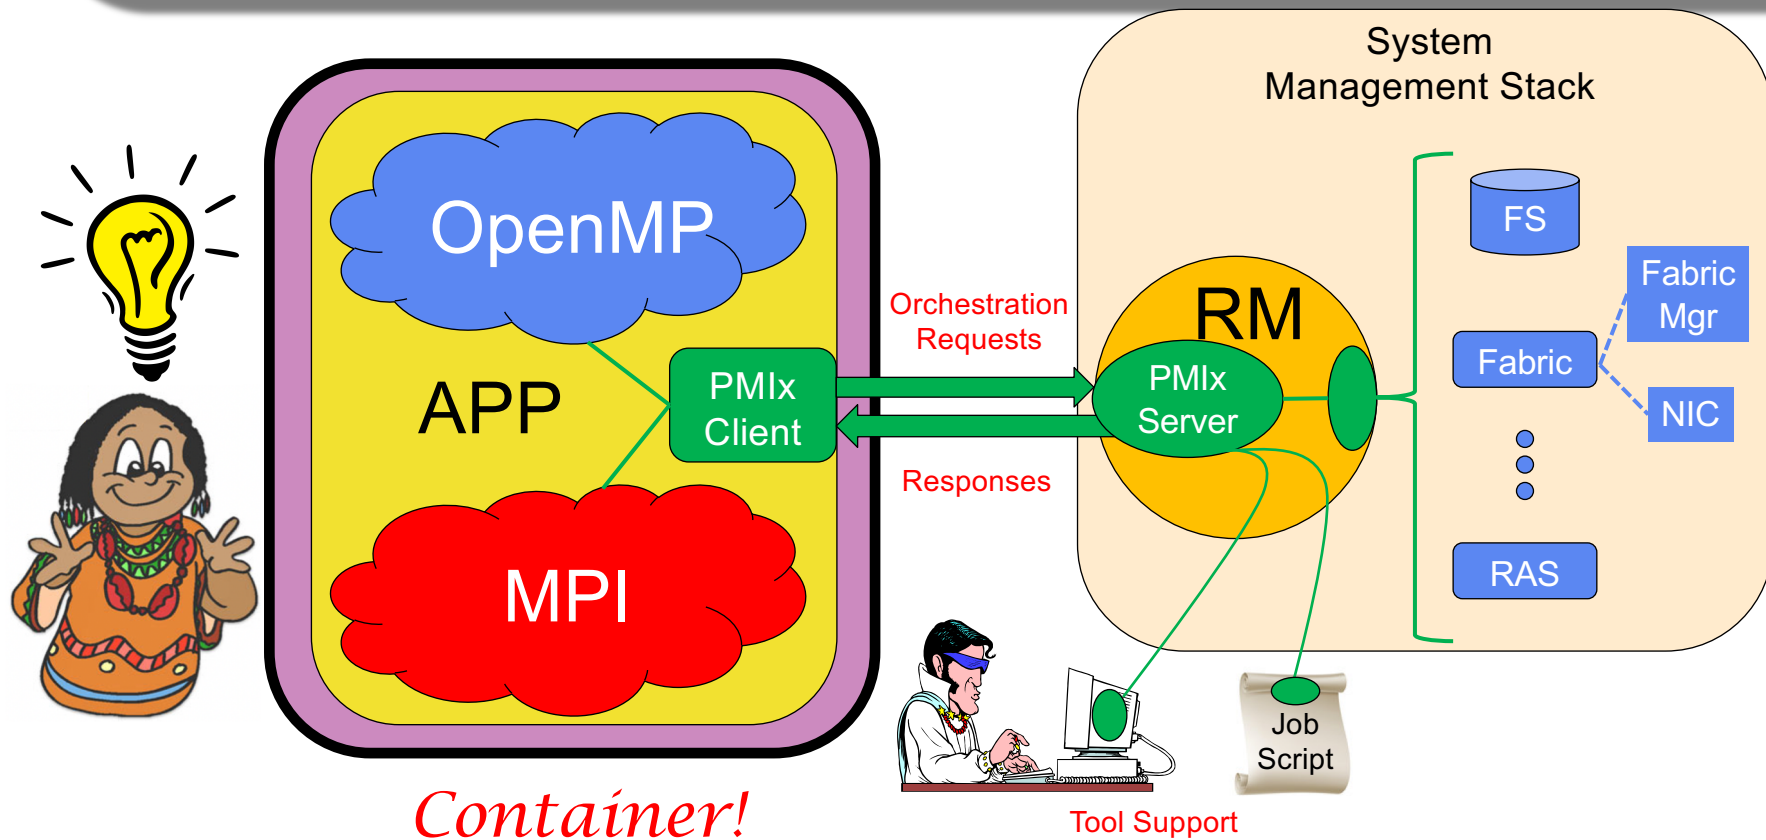 System
Management Stack
OpenMP
APP
PMIx
Client
MPI
Container!
Orchestration
Requests
Responses
RM
PMIx
Server
FS
Fabric
Mgr
Fabric
NIC
RAS
Job
Script
Tool Support